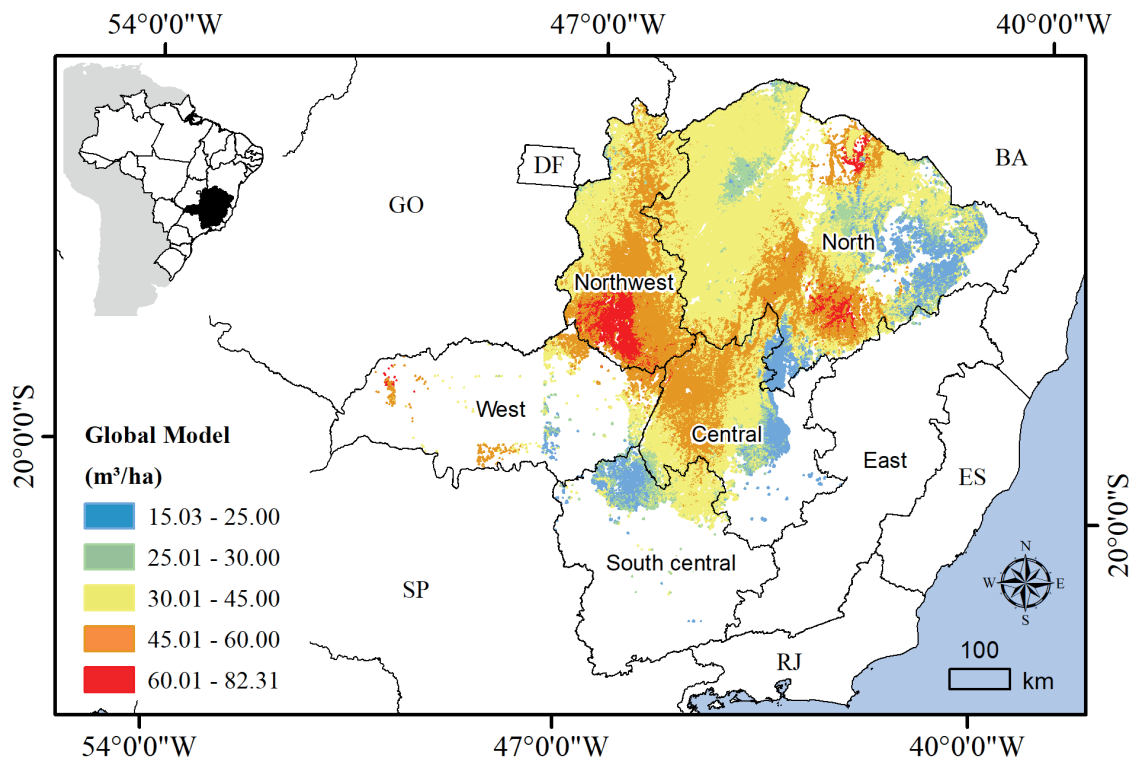 54°0'0"W
47°0'0"W
40°0'0"W
DF
BA
GO
North
Northwest
West
Central
20°0'0"S
Global Model
(m³/ha)
15.03 - 25.00
25.01 - 30.00
30.01 - 45.00
45.01 - 60.00
60.01 - 82.31
East
ES
20°0'0"S
South central
SP
N
W
E
S
RJ
100
km
54°0'0"W
47°0'0"W
40°0'0"W